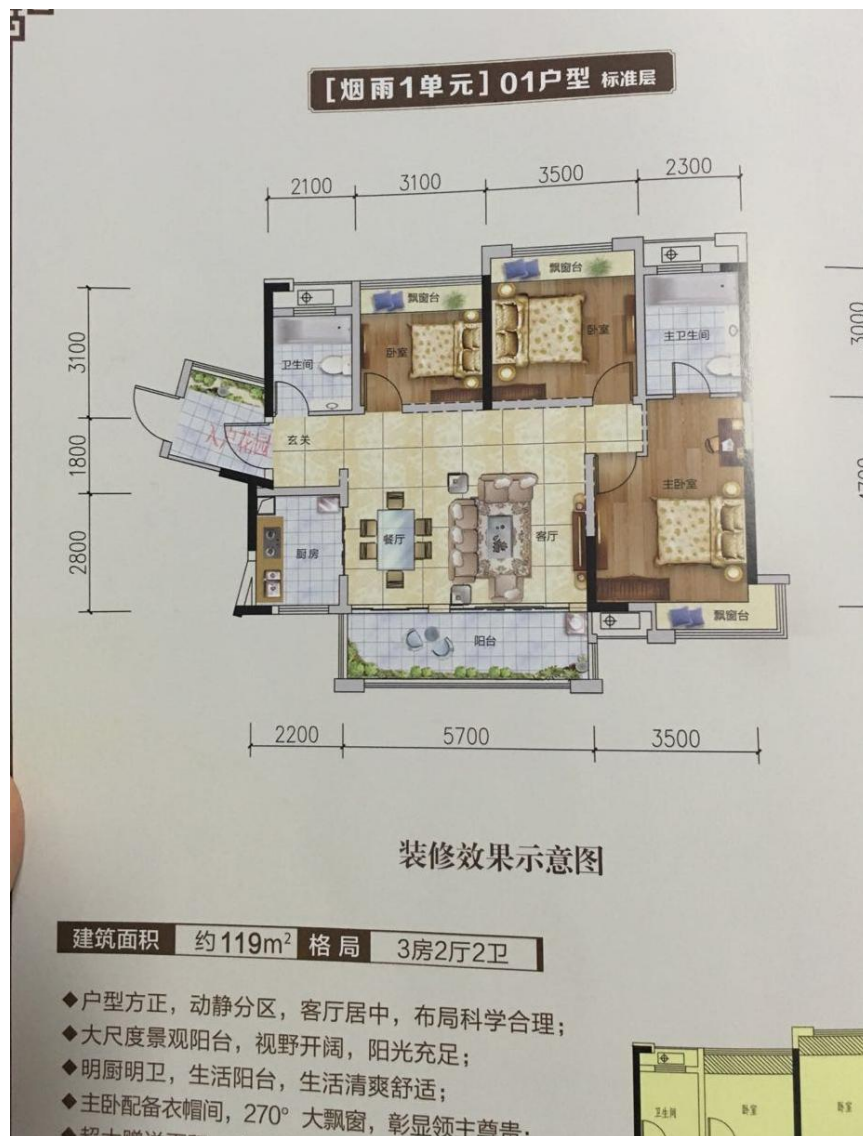 [烟雨1单元] 01户型 标准层
2100 3100 3500 2300
飘窗台
飘窗台
3100
3000
卫生间
卧室
卧室
主卫生间
入户花园
玄关
1800
主卧室
2800
厨房
餐厅
客厅
飘窗台
阳台
2200 5700 3500
装修效果示意图
建筑面积 约119m² 格局 3房2厅2卫
◆户型方正，动静分区，客厅居中，布局科学合理；
◆大尺度景观阳台，视野开阔，阳光充足；
◆明厨明卫，生活阳台，生活清爽舒适；
◆主卧配备衣帽间，270° 大飘窗，彰显领主尊贵；
卫生间
卧室
卧室